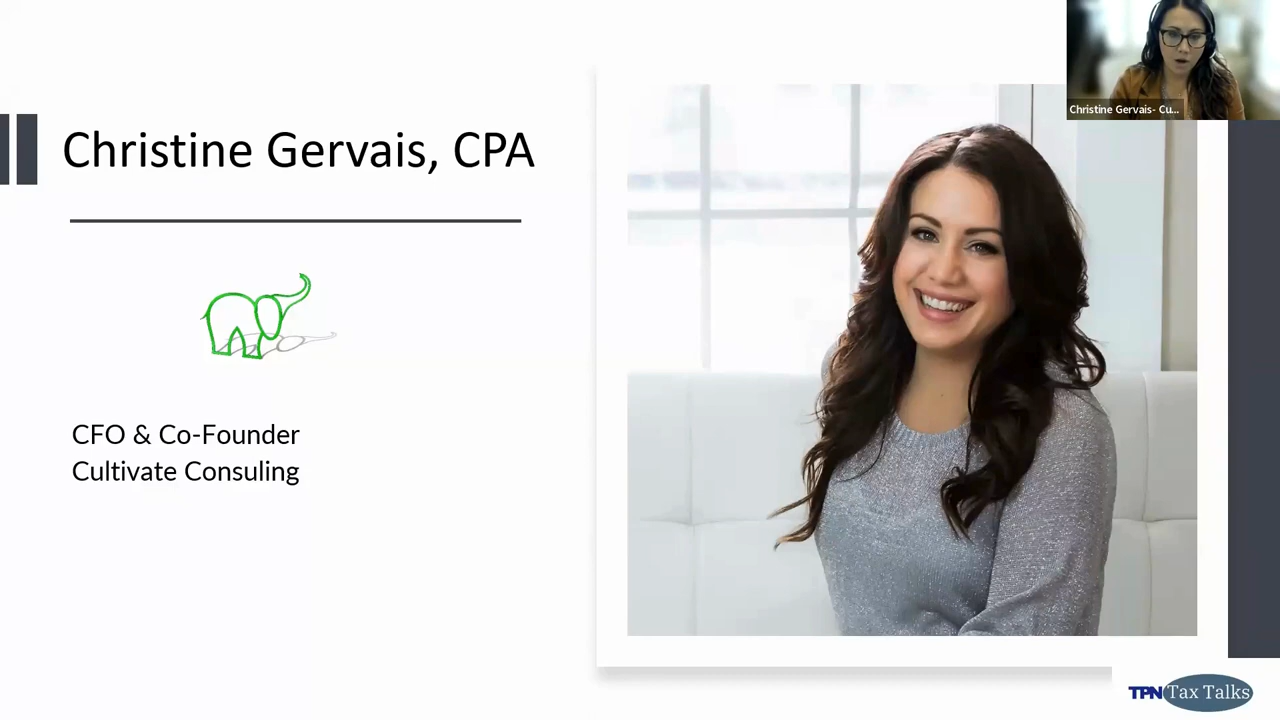 Christine Gervais- Cu...
Christine Gervais, CPA
CFO & Co-Founder
Cultivate Consuling
TPN Tax Talks